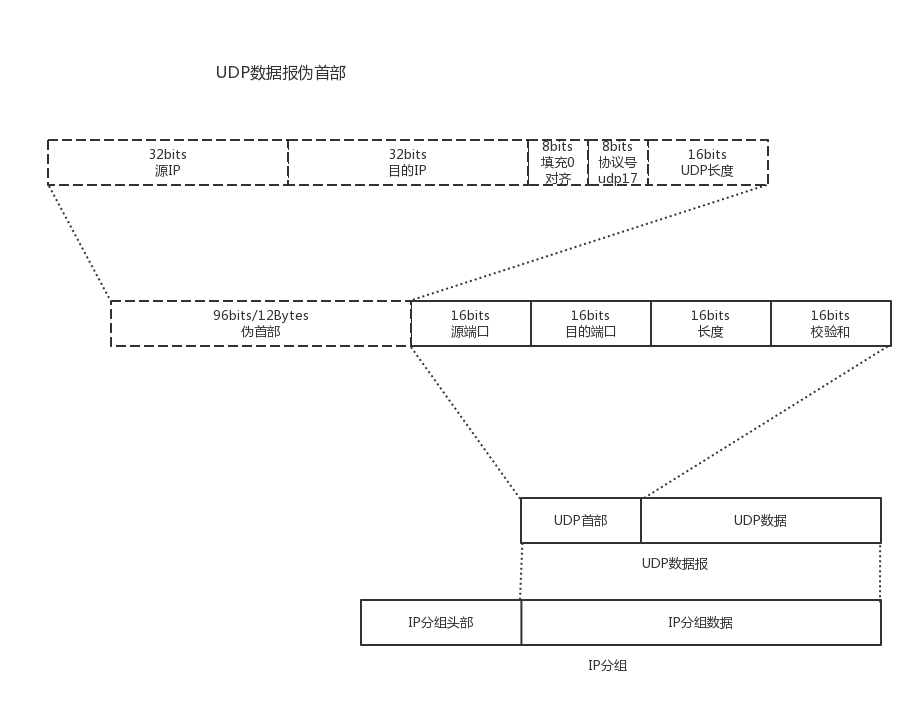 UDP数据报伪首部
32bits
源IP
32bits
目的IP
8bits
填充0
对齐
8bits
协议号
udp17
16bits
UDP长度
96bits/12Bytes
伪首部
16bits
源端口
16bits
目的端口
16bits
长度
16bits
校验和
UDP首部
UDP数据
UDP数据报
IP分组头部
IP分组数据
IP分组